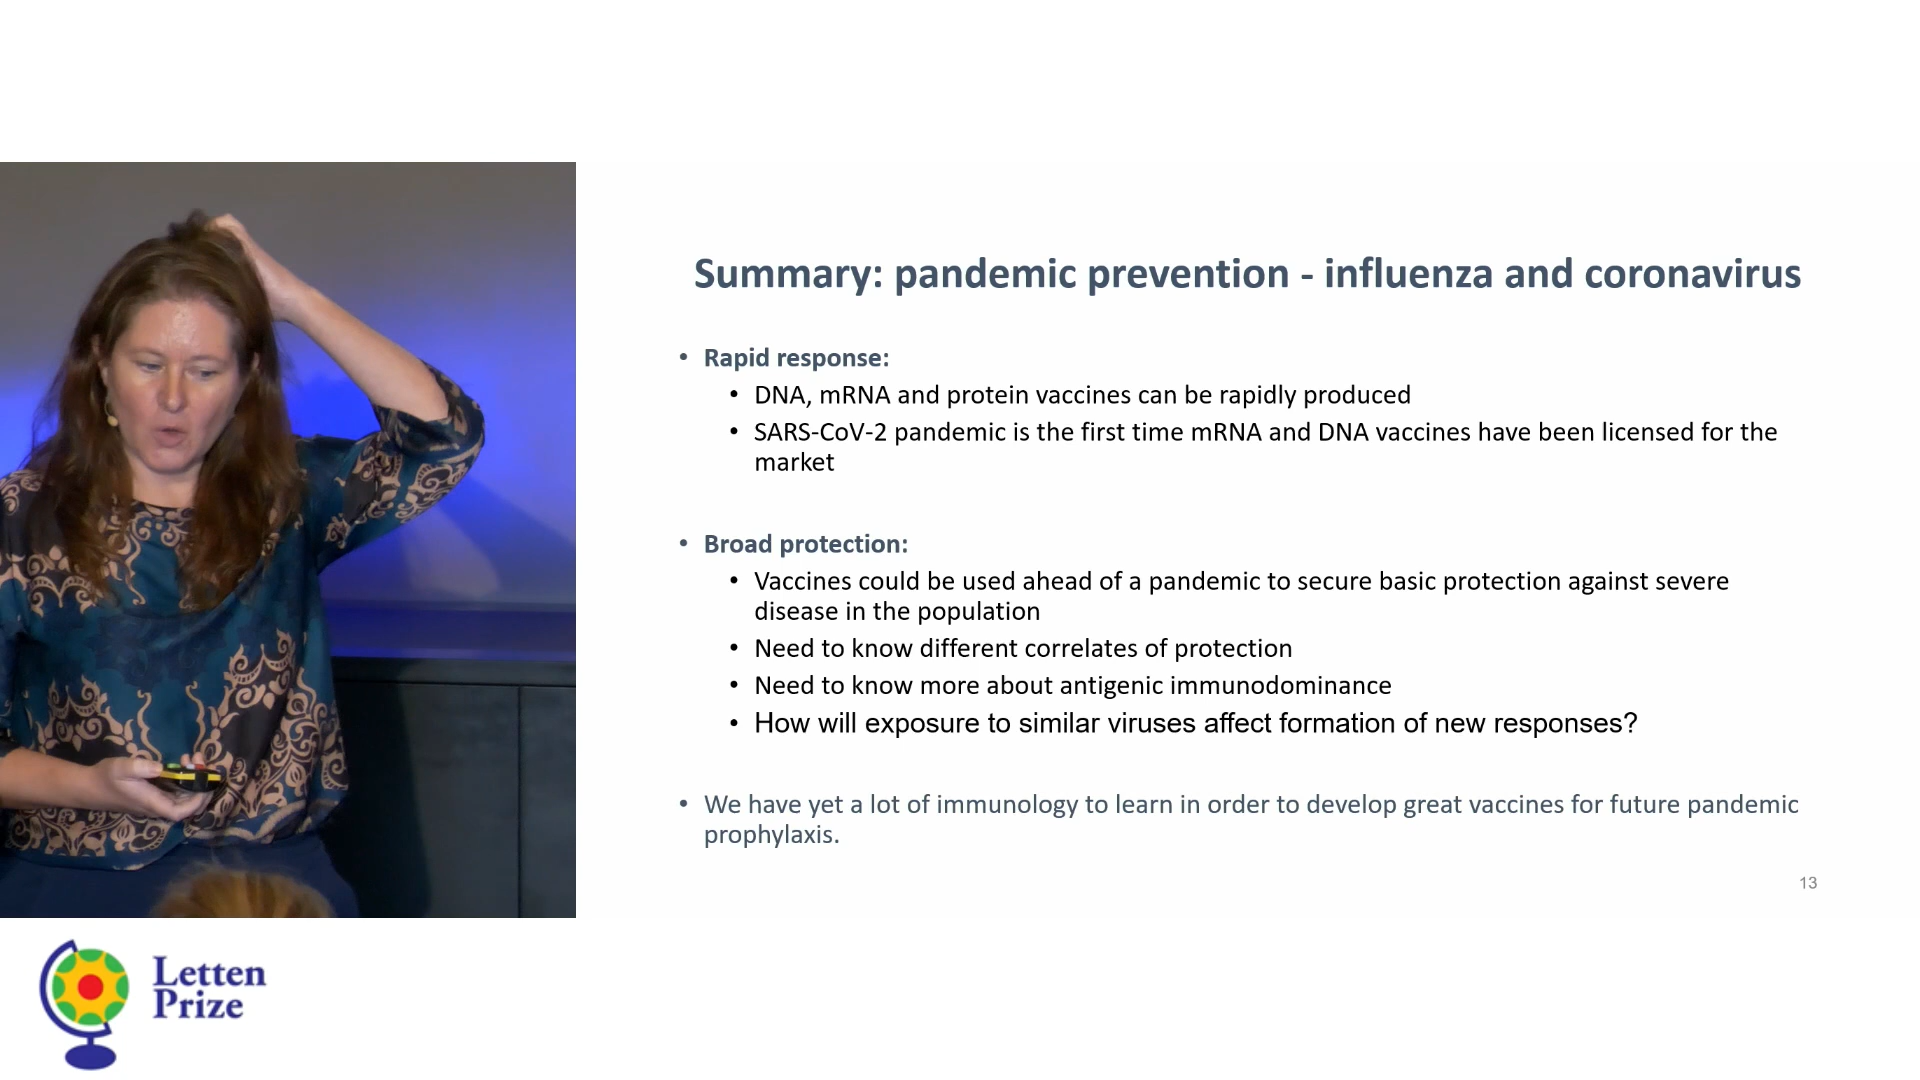 Summary: pandemic prevention - influenza and coronavirus
• Rapid response:
• DNA, mRNA and protein vaccines can be rapidly produced
• SARS-CoV-2 pandemic is the first time mRNA and DNA vaccines have been licensed for the
market
• Broad protection:
• Vaccines could be used ahead of a pandemic to secure basic protection against severe
disease in the population
• Need to know different correlates of protection
• Need to know more about antigenic immunodominance
• How will exposure to similar viruses affect formation of new responses?
• We have yet a lot of immunology to learn in order to develop great vaccines for future pandemic
prophylaxis.
13
Letten
Prize